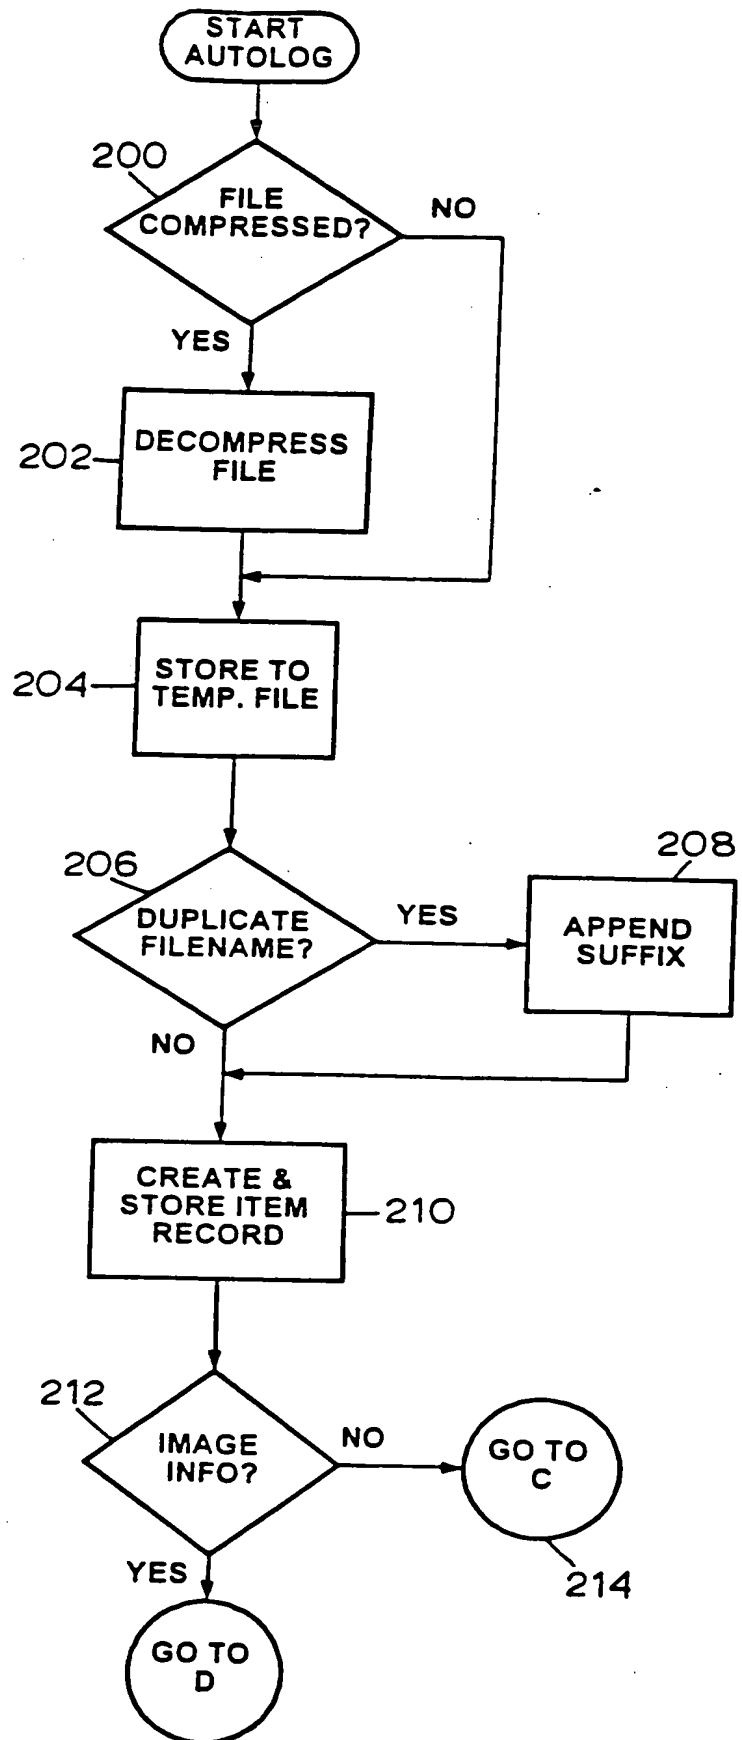 START
AUTOLOG
200
FILE
COMPRESSED?
NO
YES
202
DECOMPRESS
FILE
204
STORE TO
TEMP. FILE
206
DUPLICATE
FILENAME?
YES
208
APPEND
SUFFIX
NO
CREATE &
STORE ITEM
RECORD
210
212
IMAGE
INFO?
NO
GO TO
C
214
YES
GO TO
D